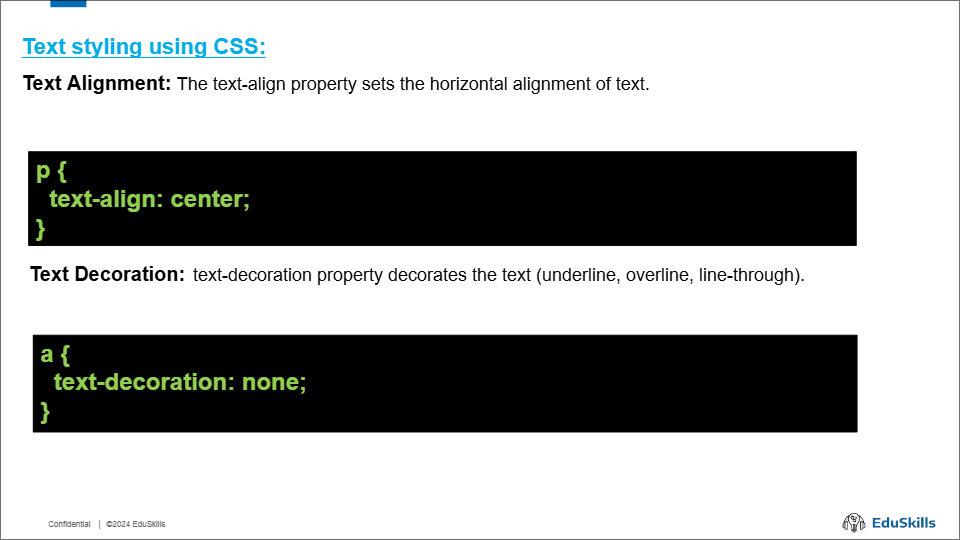 Text styling using CSS:
Text Alignment: The text-align property sets the horizontal alignment of text.
p {
  text-align: center;
}
Text Decoration: text-decoration property decorates the text (underline, overline, line-through).
a {
  text-decoration: none;
}
Confidential | ©2024 EduSkills
EduSkills